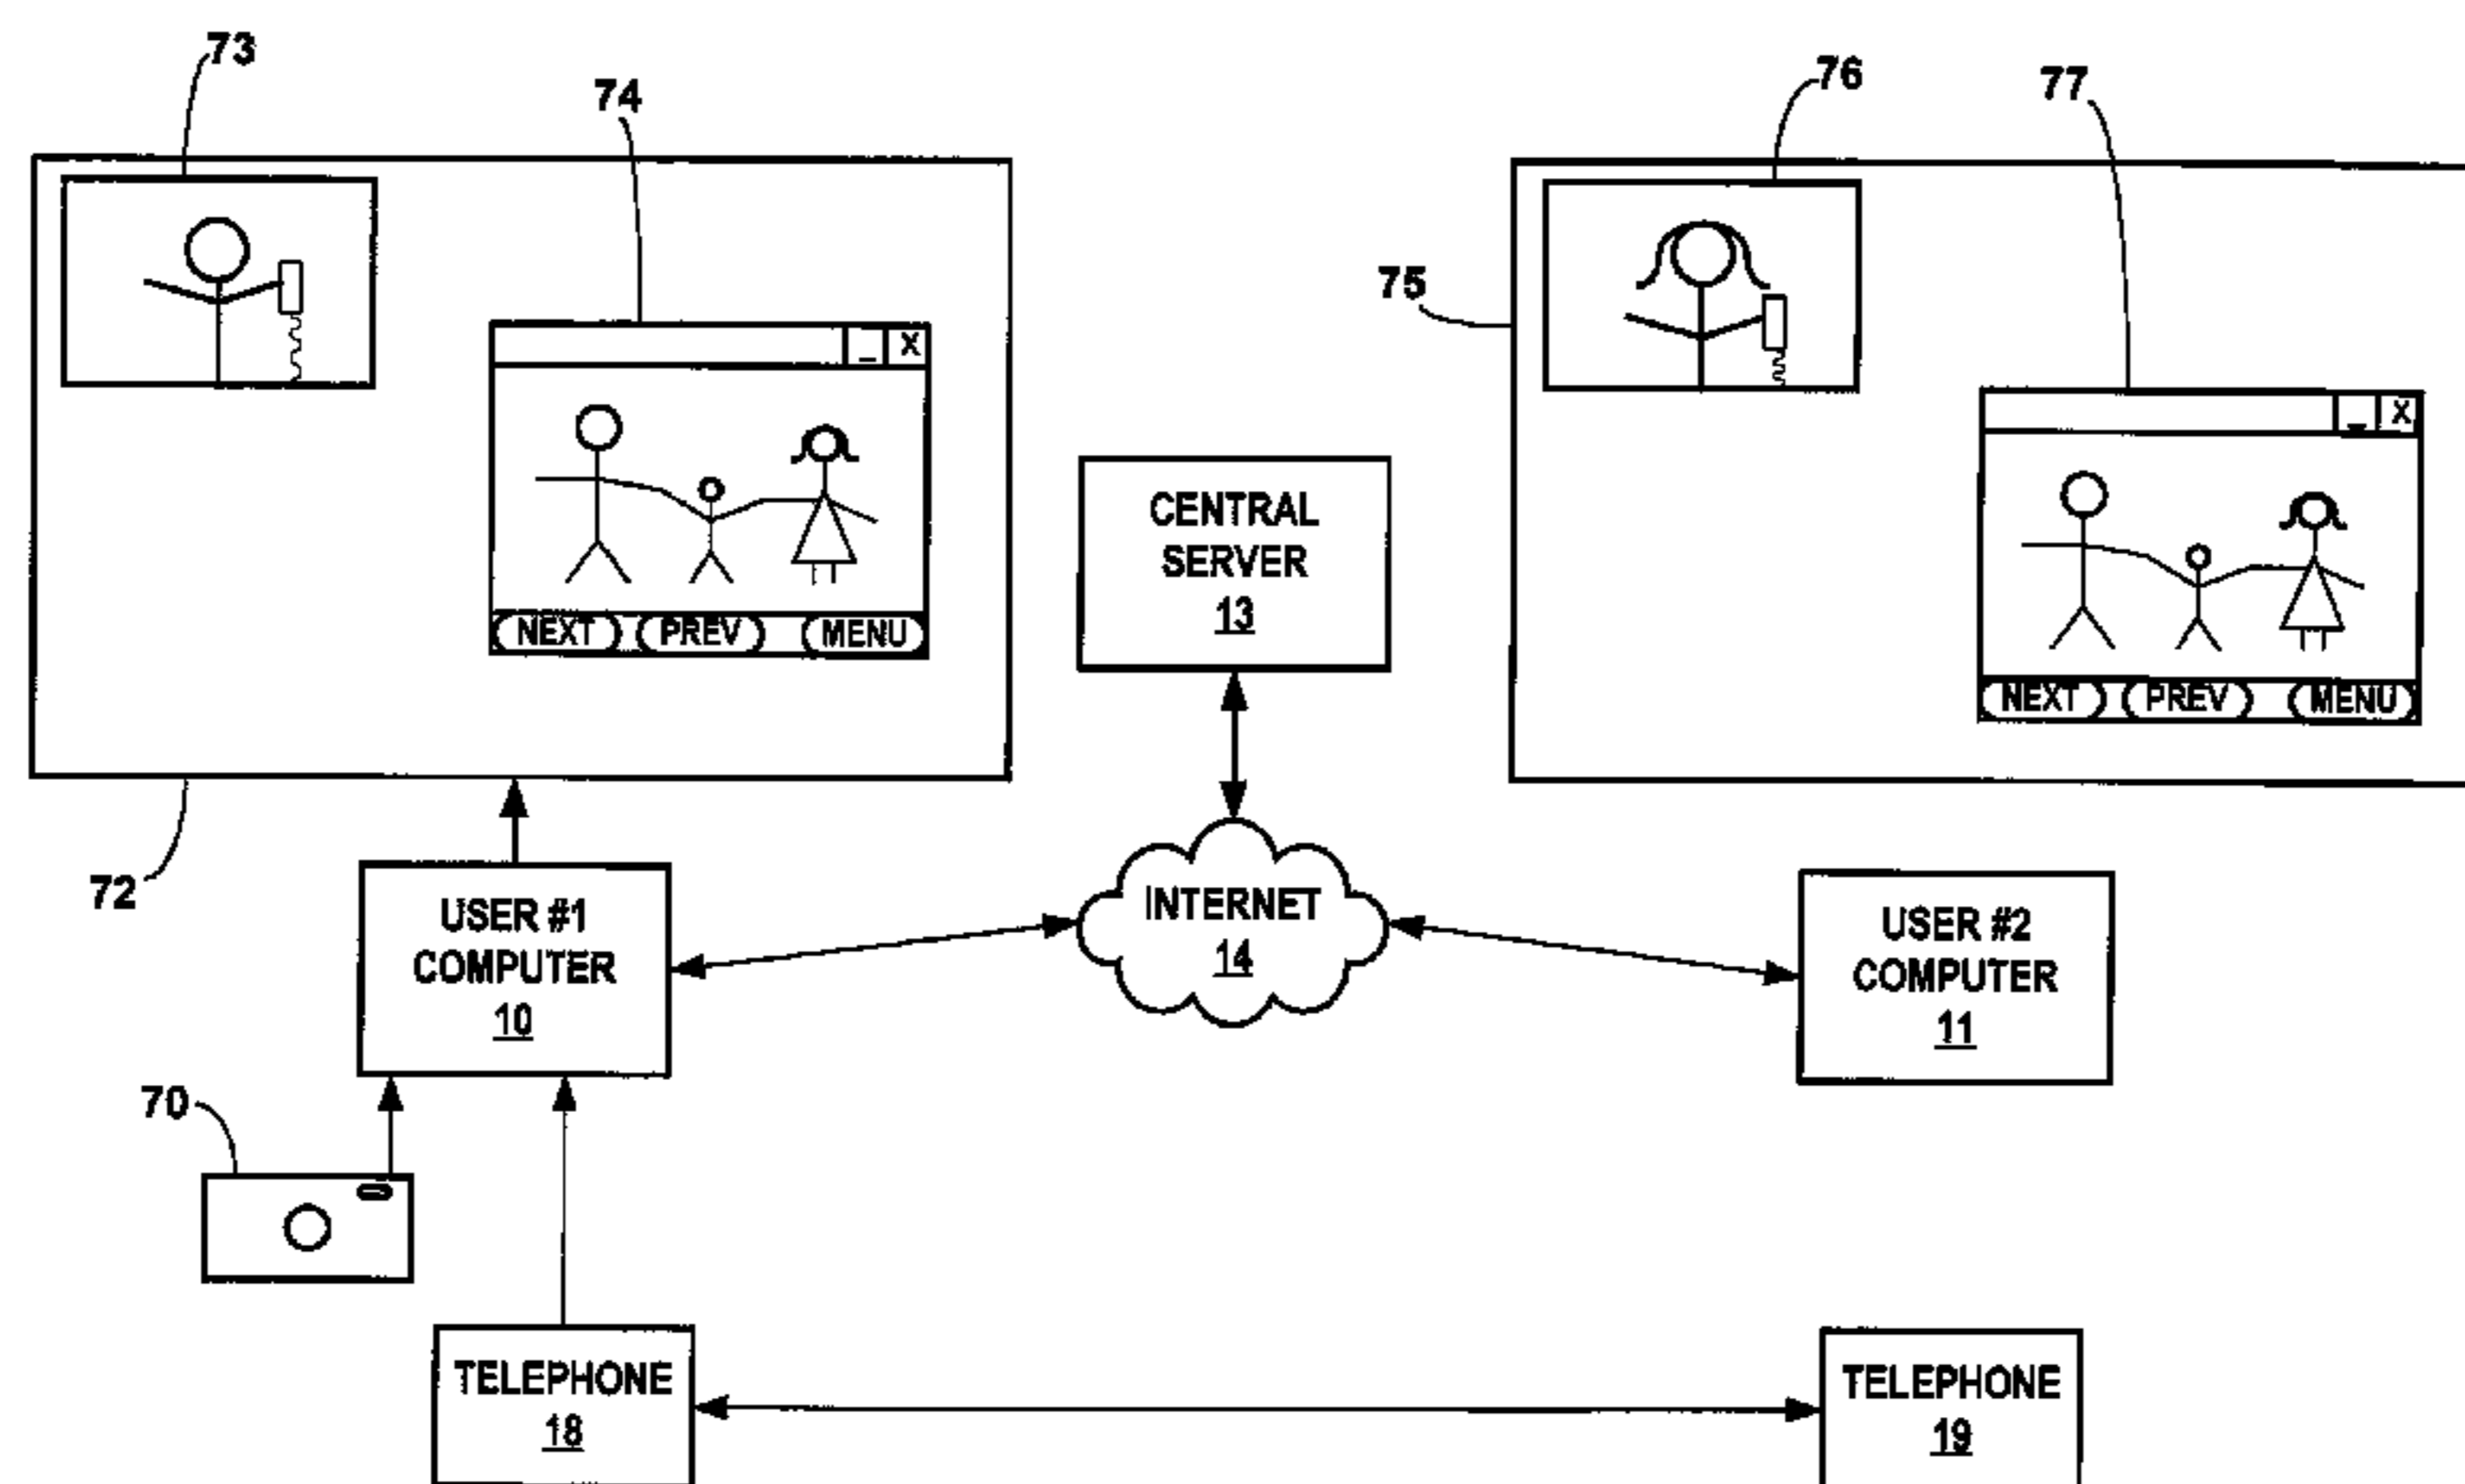 73
74
76
77
75
_ X
_ X
CENTRAL
SERVER
13
NEXT PREV MENU
NEXT PREV MENU
72
USER #1
COMPUTER
10
INTERNET
14
USER #2
COMPUTER
11
70
TELEPHONE
18
TELEPHONE
19